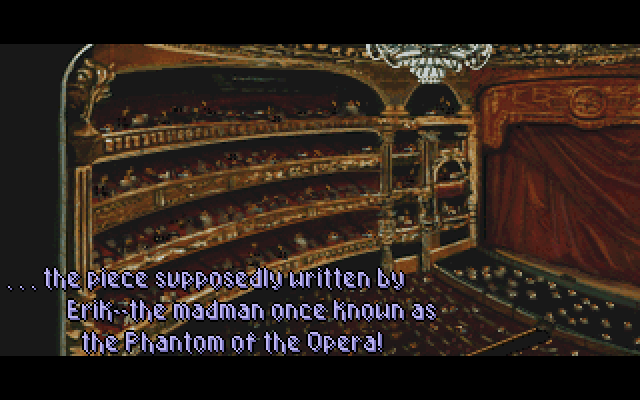 ...the piece supposedly written by
Erik--the madman once known as
the Phantom of the Opera!